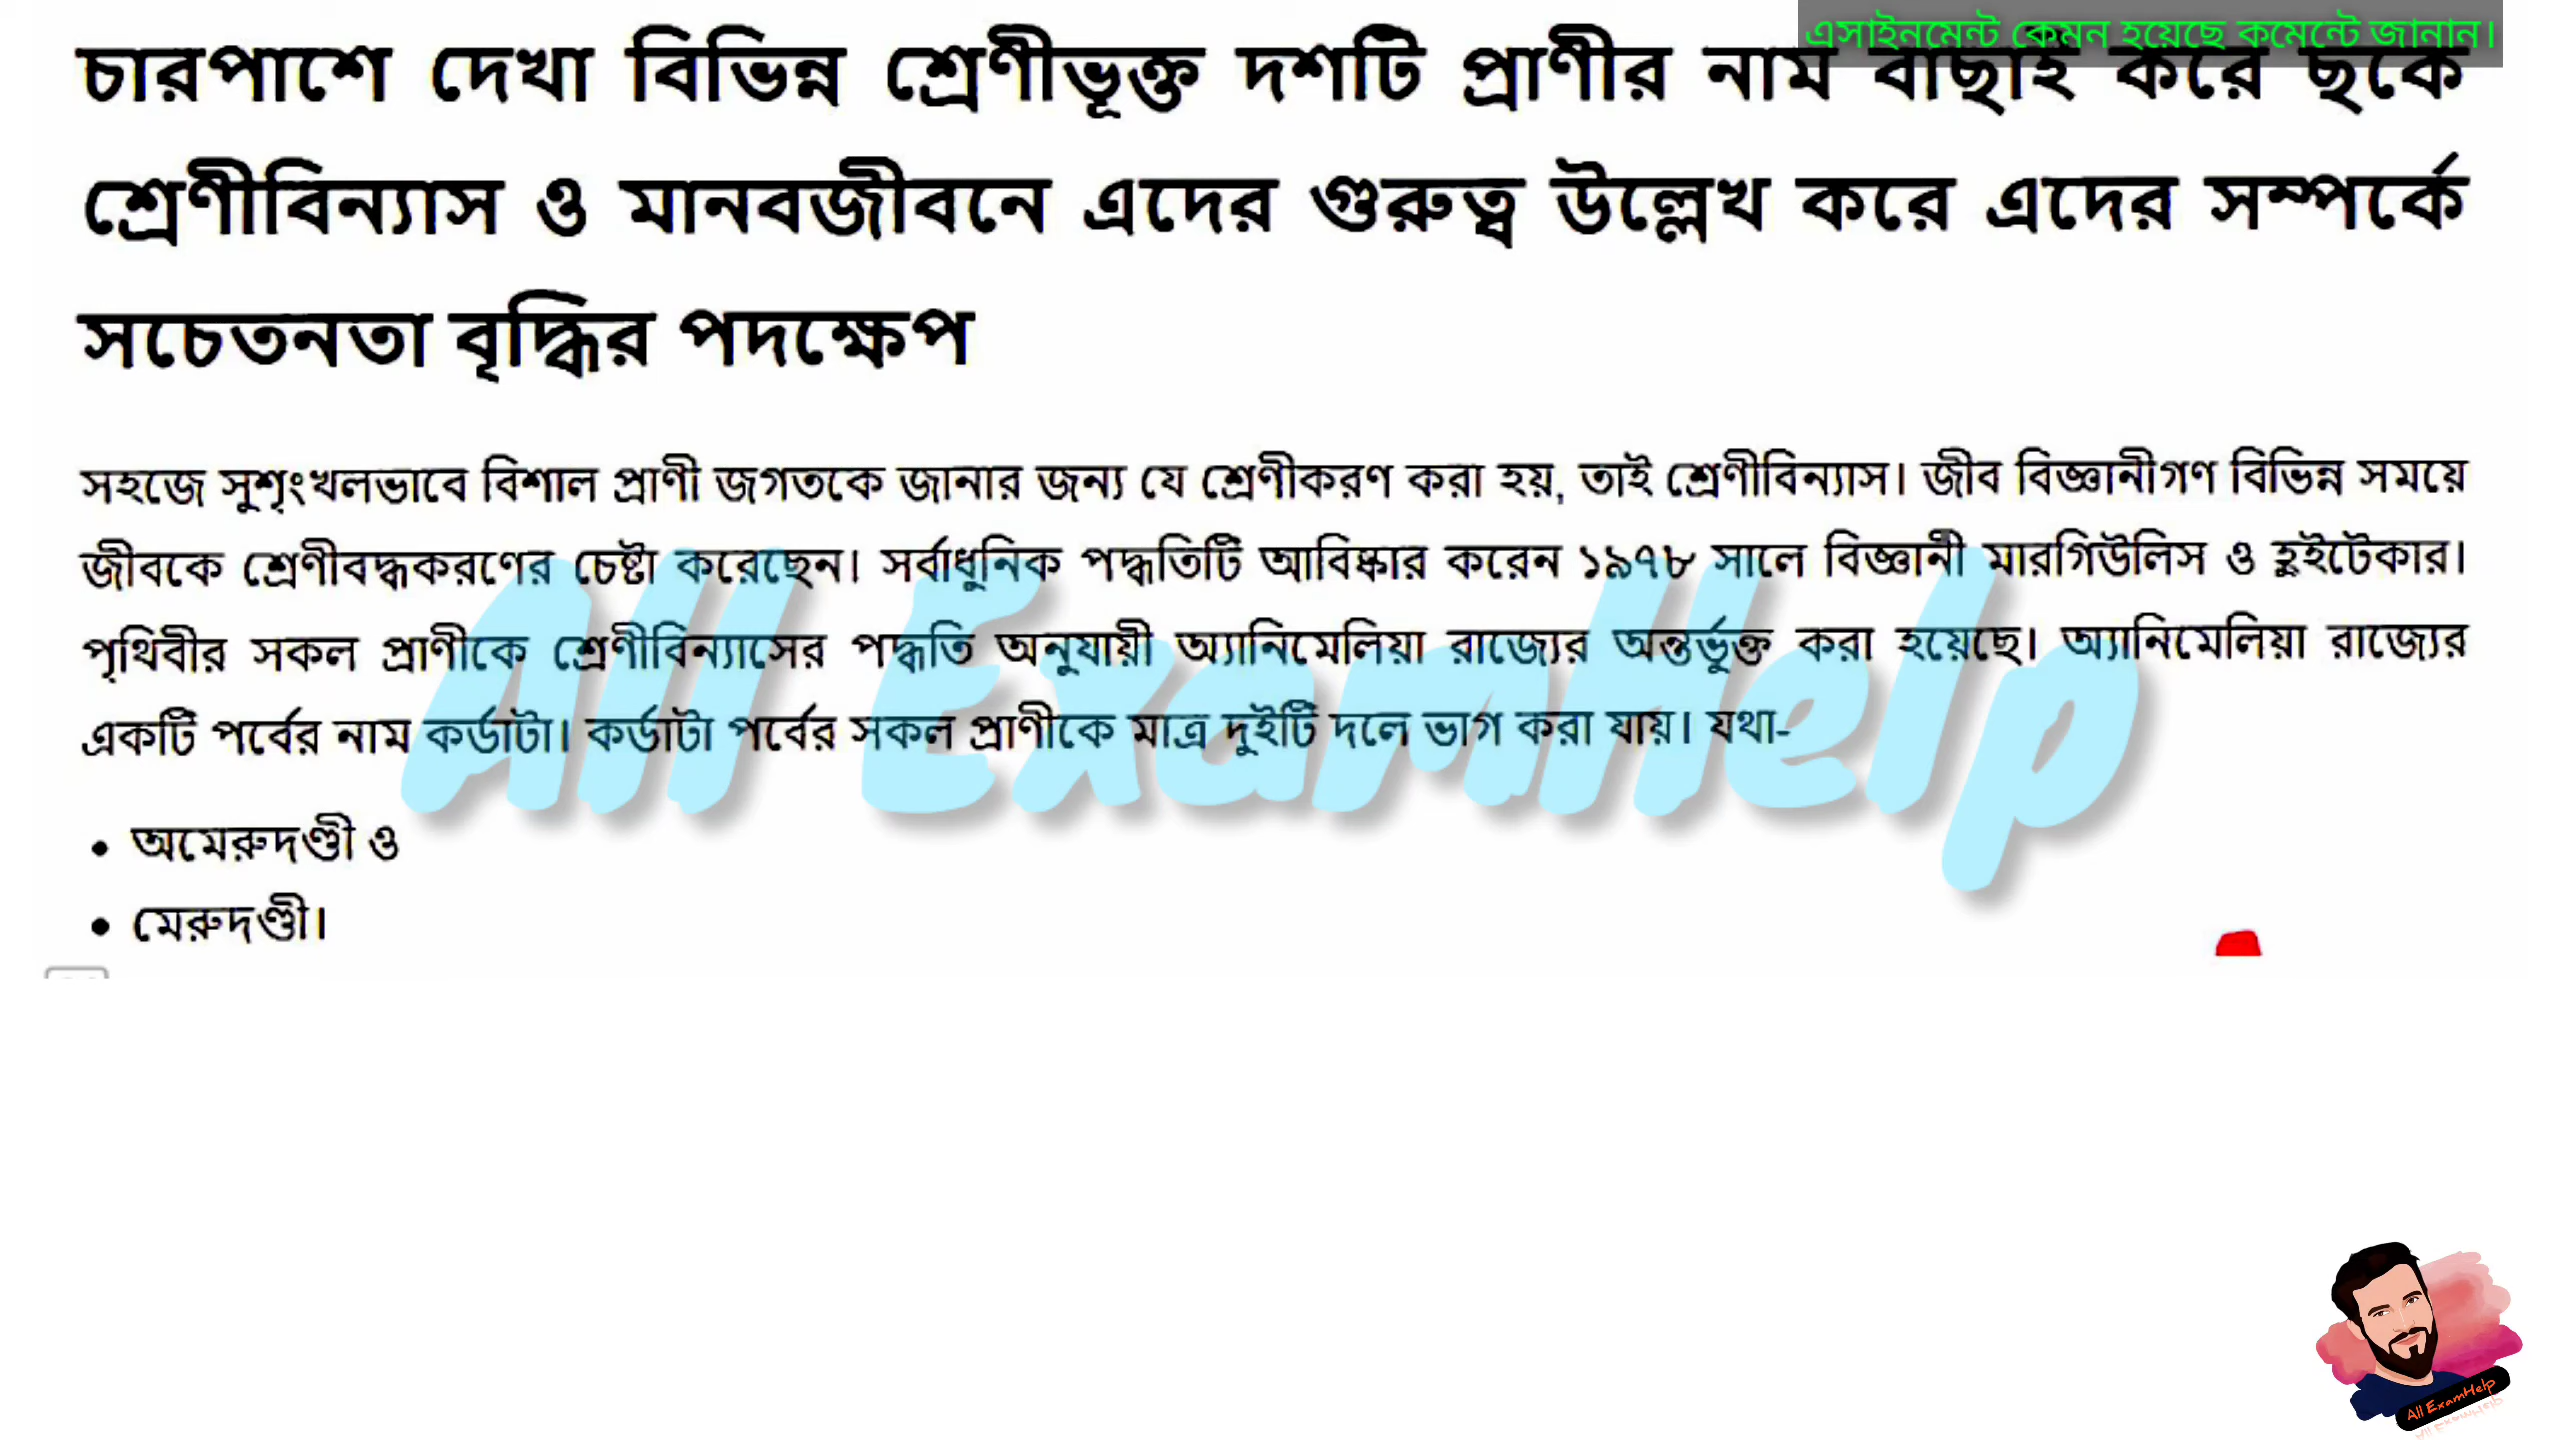 এসাইনমেন্ট কেমন হয়েছে কমেন্টে জানান।
চারপাশে দেখা বিভিন্ন শ্রেণীভূক্ত দশটি প্রাণীর নাম বাছাই করে ছকে
শ্রেণীবিন্যাস ও মানবজীবনে এদের গুরুত্ব উল্লেখ করে এদের সম্পর্কে
সচেতনতা বৃদ্ধির পদক্ষেপ
সহজে সুশৃংখলভাবে বিশাল প্রাণী জগতকে জানার জন্য যে শ্রেণীকরণ করা হয়, তাই শ্রেণীবিন্যাস। জীব বিজ্ঞানীগণ বিভিন্ন সময়ে
জীবকে শ্রেণীবদ্ধকরণের চেষ্টা করেছেন। সর্বাধুনিক পদ্ধতিটি আবিষ্কার করেন ১৯৭৮ সালে বিজ্ঞানী মারগিউলিস ও হুইটেকার।
পৃথিবীর সকল প্রাণীকে শ্রেণীবিন্যাসের পদ্ধতি অনুযায়ী অ্যানিমেলিয়া রাজ্যের অন্তর্ভুক্ত করা হয়েছে। অ্যানিমেলিয়া রাজ্যের
একটি পর্বের নাম কর্ডাটা। কর্ডাটা পর্বের সকল প্রাণীকে মাত্র দুইটি দলে ভাগ করা যায়। যথা-
All ExamHelp
• অমেরুদণ্ডী ও
• মেরুদণ্ডী।
All ExamHelp